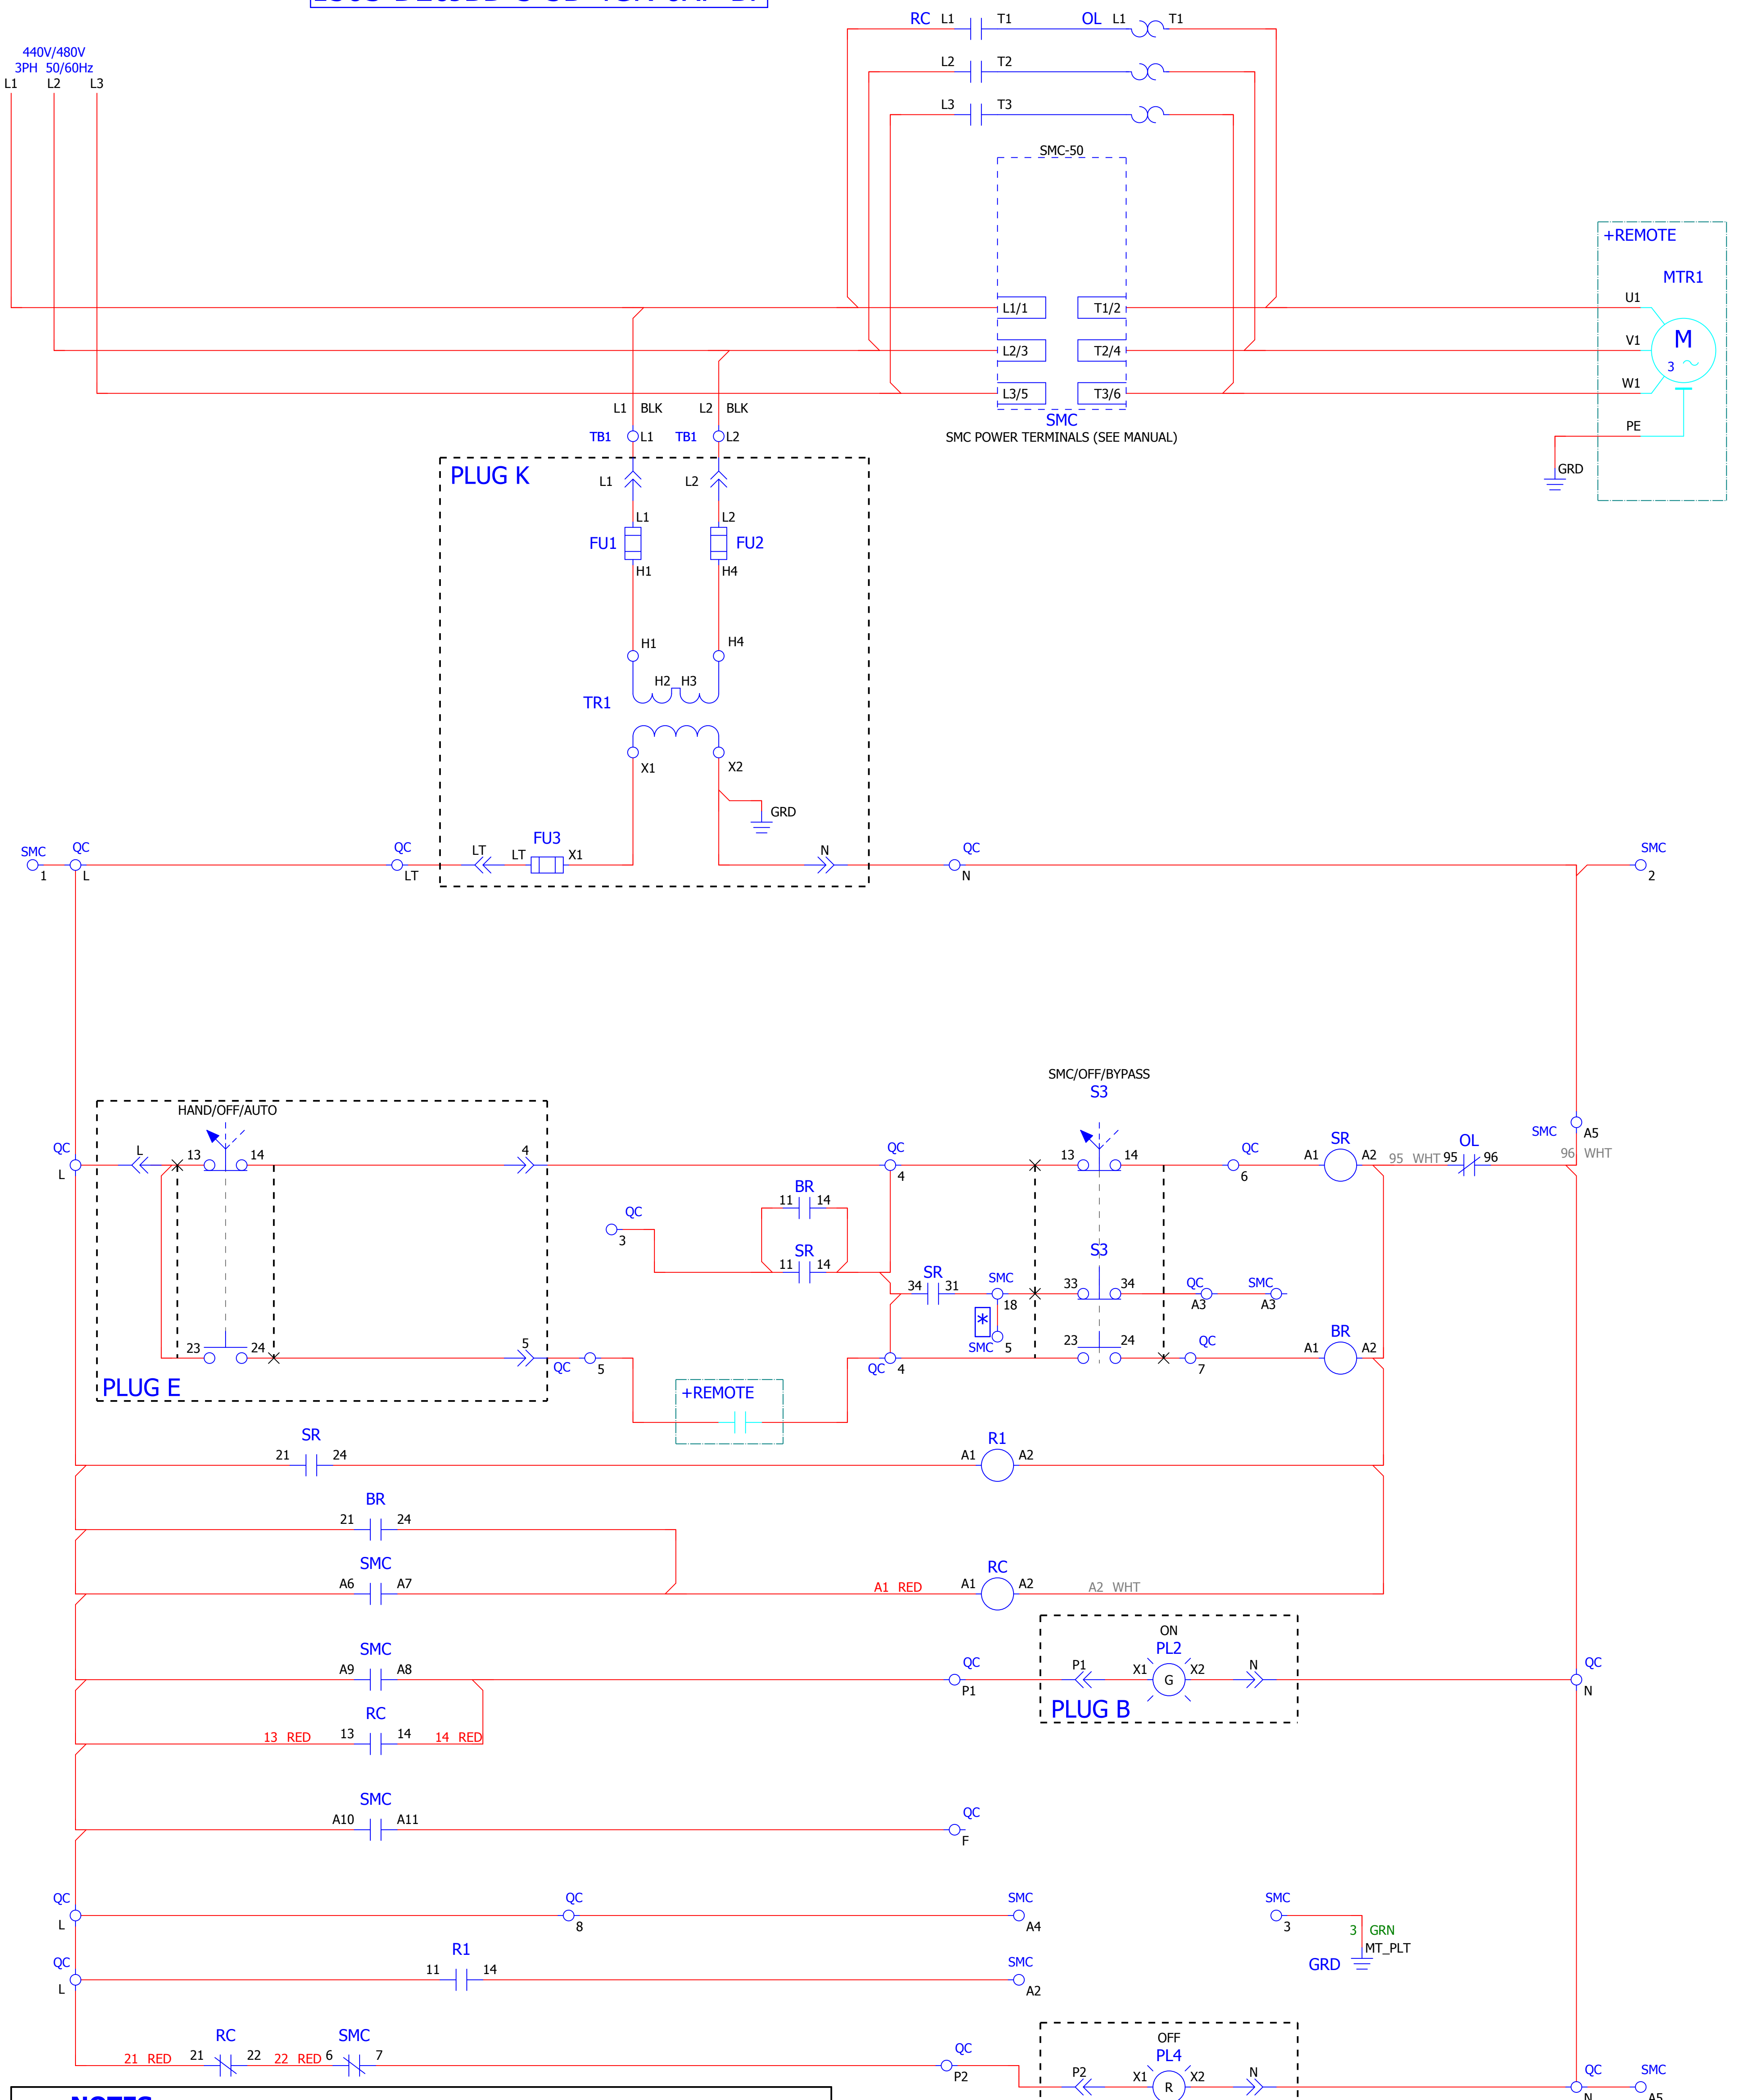 RC L1 T1 OL L1 T1
440V/480V
3PH 50/60Hz
L1 L2 L3
L2 T2
L3 T3
SMC-50
+REMOTE
MTR1
L1/1 T1/2 U1
M
3
L2/3 T2/4 V1
L3/5 T3/6 W1
L1 BLK L2 BLK
SMC
SMC POWER TERMINALS (SEE MANUAL)
PE
GRD
TB1 L1 TB1 L2
PLUG K
L1 L2
L1 L2
FU1 FU2
H1 H4
H1 H4
H2 H3
TR1
X1 X2
GRD
SMC QC QC LT LT FU3 X1 N QC SMC
1 L LT N 2
SMC/OFF/BYPASS
S3
HAND/OFF/AUTO
QC L 13 14 4 QC 13 14 QC SR OL SMC A5
L 4 6 A1 A2 95 WHT 95 96 96 WHT
BR
11 14
QC
3
SR
11 14
SR S3
34 31 SMC 33 34 QC SMC
18 A3 A3
*
SMC 5
23 24 5 QC 5 QC 4 23 24 QC 7 BR A1 A2
PLUG E
+REMOTE
SR R1
21 24 A1 A2
BR
21 24
SMC RC
A6 A7 A1 RED A1 A2 A2 WHT
ON
PL2
SMC
A9 A8 QC P1 P1 X1 G X2 N QC N
PLUG B
RC
13 RED 13 14 14 RED
SMC
A10 A11 QC
F
QC QC SMC SMC
L 8 A4 3
3 GRN
MT_PLT
GRD
QC R1 SMC
L 11 14 A2
OFF
PL4
RC SMC
21 RED 21 22 22 RED 6 7 QC
P2 P2 X1 R X2 N QC SMC
N A5
NOTES